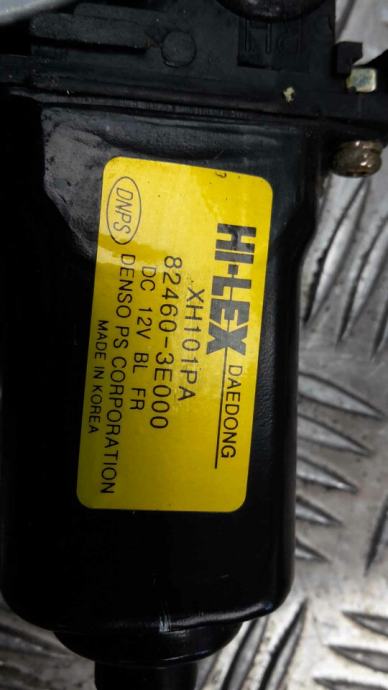 HI-LEX DAEDONG
XH101PA
82460-3E000
DC 12V BL FR
DNPS DENSO PS CORPORATION
MADE IN KOREA